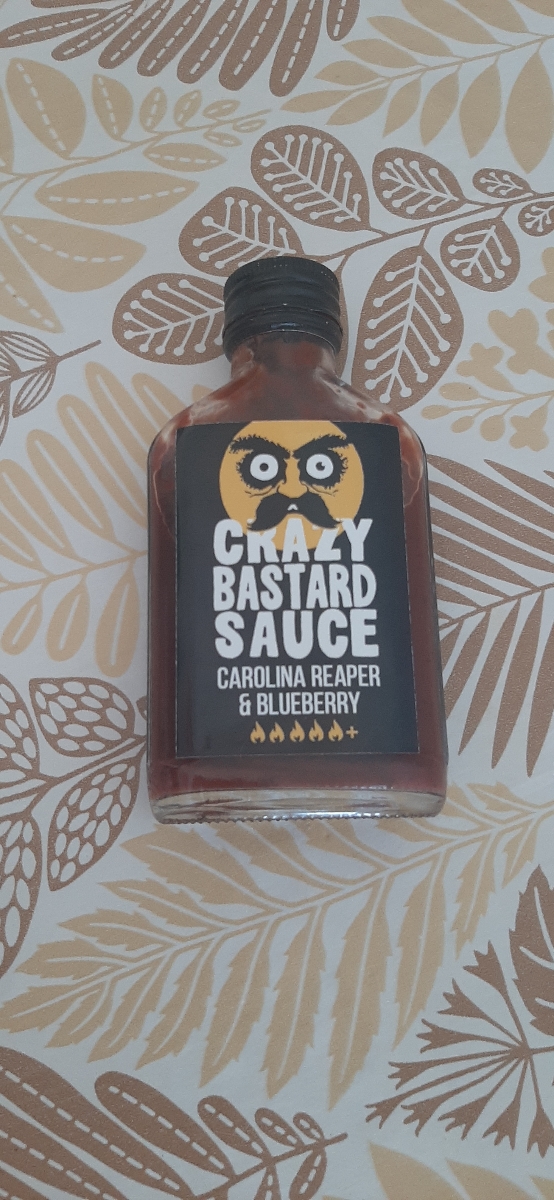 CRAZY
BASTARD
SAUCE
CAROLINA REAPER
& BLUEBERRY
+